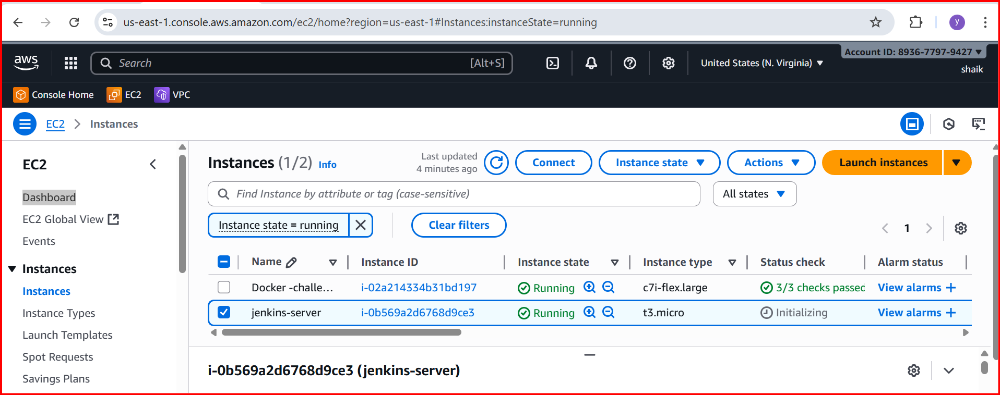 us-east-1.console.aws.amazon.com/ec2/home?region=us-east-1#Instances:instanceState=running
y
aws
Search
[Alt+S]
United States (N. Virginia)
Account ID: 8936-7797-9427
shaik
Console Home
EC2
VPC
EC2
Instances
EC2
Dashboard
EC2 Global View
Events
Instances
Instances
Instance Types
Launch Templates
Spot Requests
Savings Plans
Instances (1/2) Info
Last updated
4 minutes ago
Connect
Instance state
Actions
Launch instances
Find Instance by attribute or tag (case-sensitive)
All states
Instance state = running
Clear filters
1
Name Instance ID Instance state Instance type Status check Alarm status
Docker -challe... i-02a214334b31bd197 Running c7i-flex.large 3/3 checks passed View alarms +
jenkins-server i-0b569a2d6768d9ce3 Running t3.micro Initializing View alarms +
i-0b569a2d6768d9ce3 (jenkins-server)